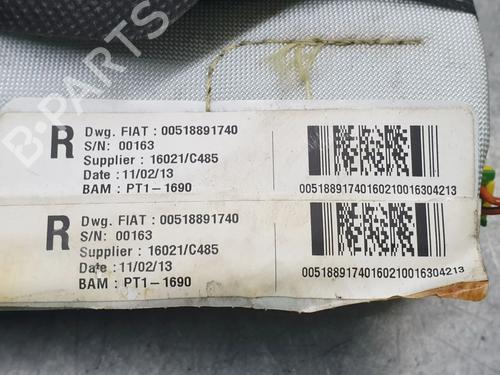 R
Dwg. FIAT : 00518891740
S/N: 00163
Supplier : 16021/C485
Date : 11/02/13
BAM : PT1-1690
00518891740160210016304213
R
Dwg. FIAT : 00518891740
S/N: 00163
Supplier : 16021/C485
Date : 11/02/13
BAM : PT1-1690
00518891740160210016304213
B-PARTS